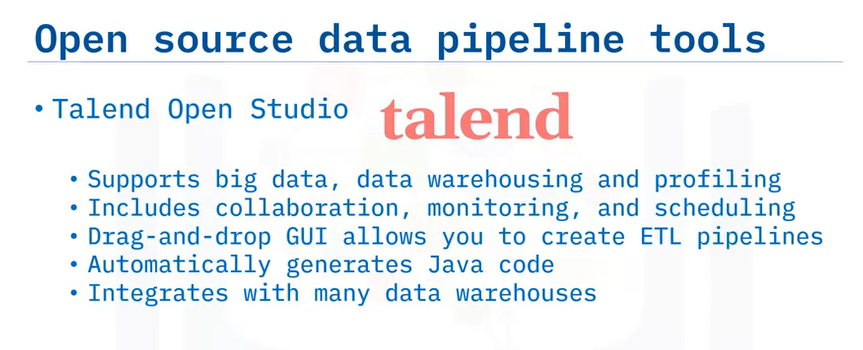 Open source data pipeline tools
• Talend Open Studio
talend
• Supports big data, data warehousing and profiling
• Includes collaboration, monitoring, and scheduling
• Drag-and-drop GUI allows you to create ETL pipelines
• Automatically generates Java code
• Integrates with many data warehouses